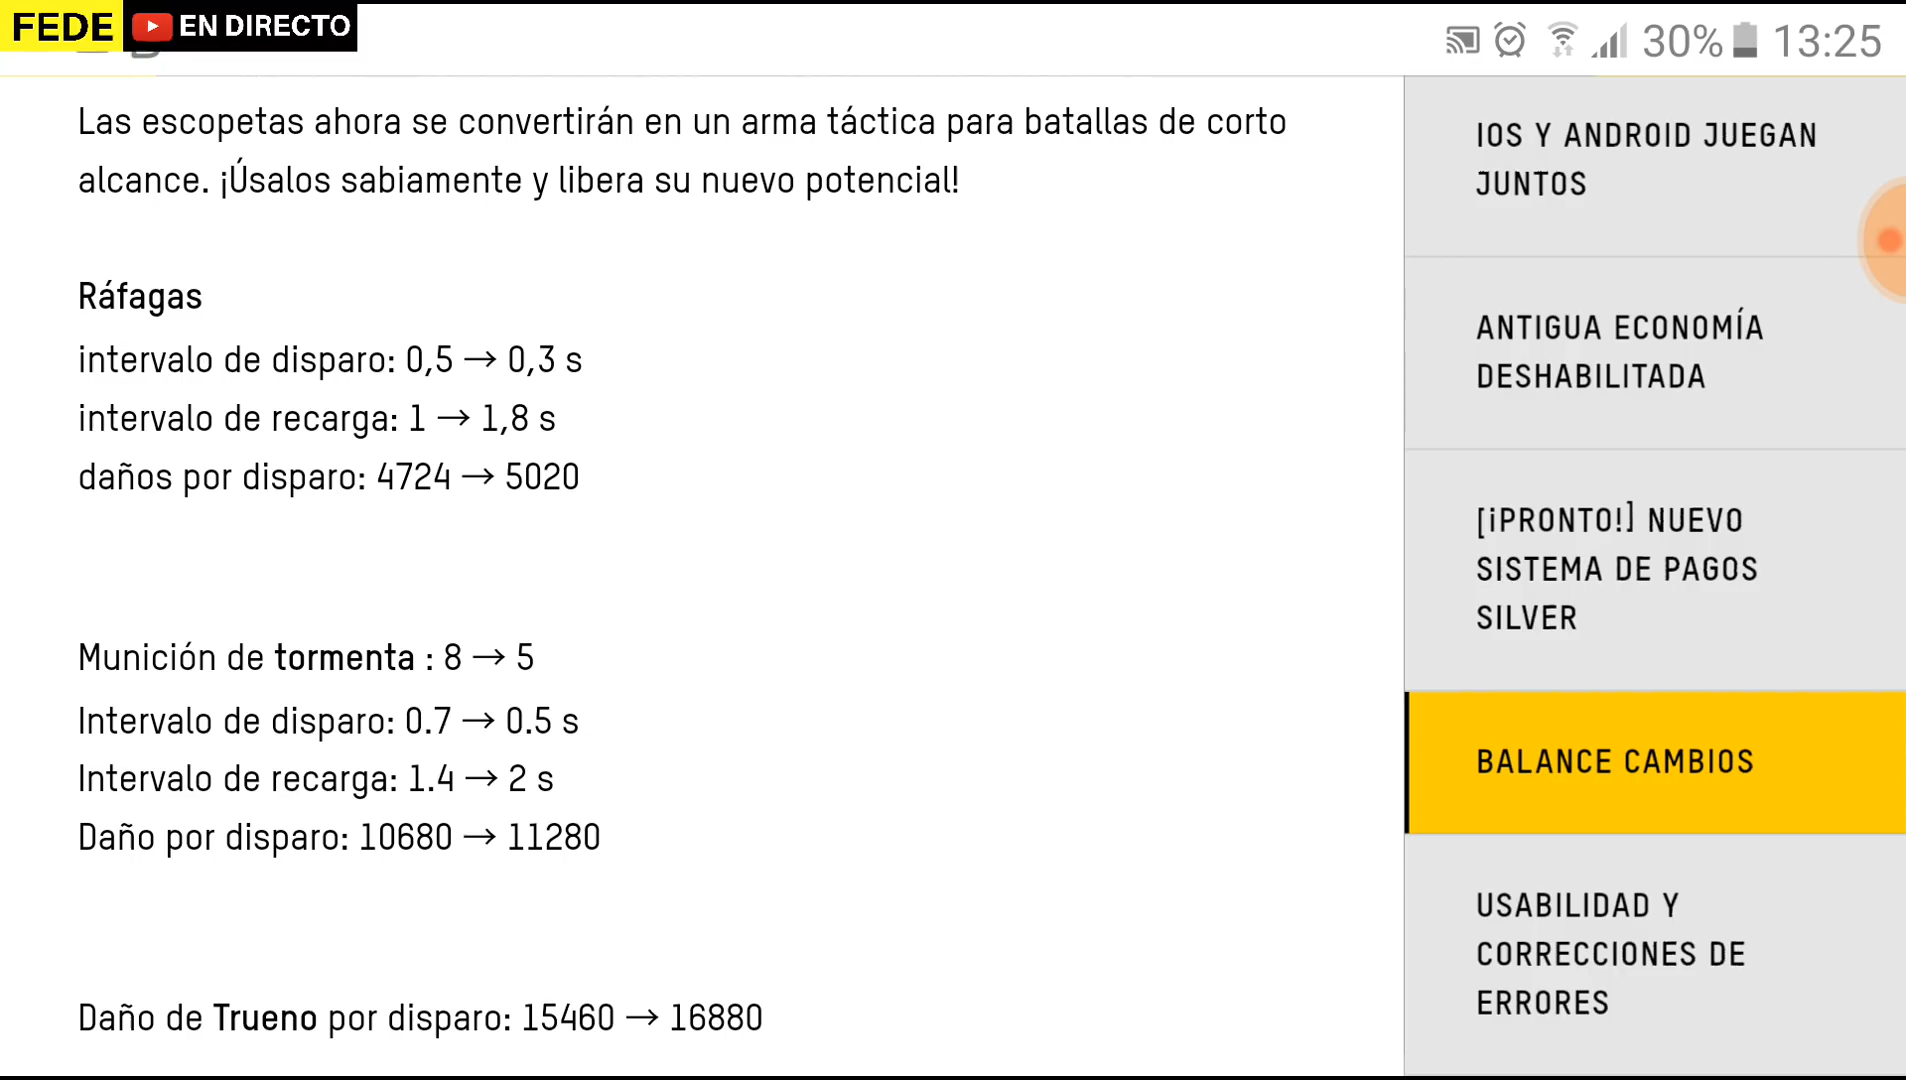 FEDE EN DIRECTO
30% 13:25
Las escopetas ahora se convertirán en un arma táctica para batallas de corto
alcance. ¡Úsalos sabiamente y libera su nuevo potencial!
Ráfagas
intervalo de disparo: 0,5 → 0,3 s
intervalo de recarga: 1 → 1,8 s
daños por disparo: 4724 → 5020
Munición de tormenta : 8 → 5
Intervalo de disparo: 0.7 → 0.5 s
Intervalo de recarga: 1.4 → 2 s
Daño por disparo: 10680 → 11280
Daño de Trueno por disparo: 15460 → 16880
IOS Y ANDROID JUEGAN
JUNTOS
ANTIGUA ECONOMÍA
DESHABILITADA
[¡PRONTO!] NUEVO
SISTEMA DE PAGOS
SILVER
BALANCE CAMBIOS
USABILIDAD Y
CORRECCIONES DE
ERRORES